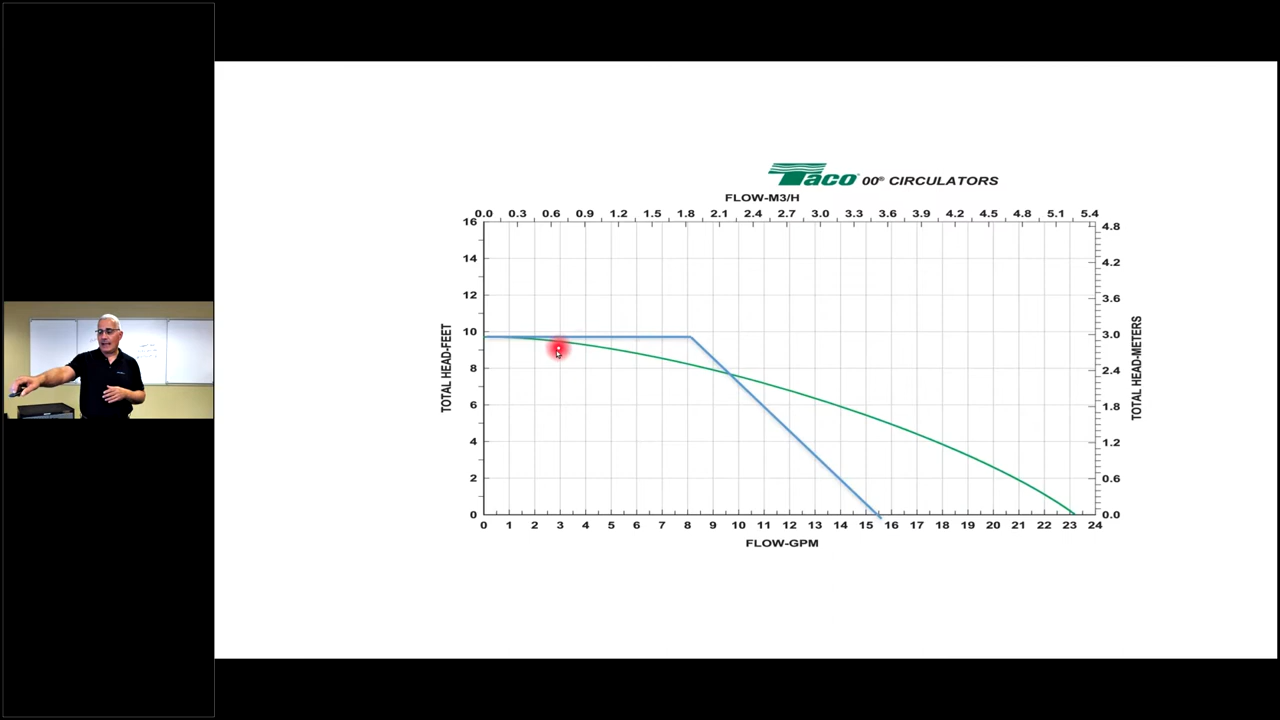 Taco 00® CIRCULATORS
FLOW-M3/H
0.0 0.3 0.6 0.9 1.2 1.5 1.8 2.1 2.4 2.7 3.0 3.3 3.6 3.9 4.2 4.5 4.8 5.1 5.4
TOTAL HEAD-FEET
16
14
12
10
8
6
4
2
0
4.8
4.2
3.6
3.0
2.4
1.8
1.2
0.6
0.0
TOTAL HEAD-METERS
0 1 2 3 4 5 6 7 8 9 10 11 12 13 14 15 16 17 18 19 20 21 22 23 24
FLOW-GPM